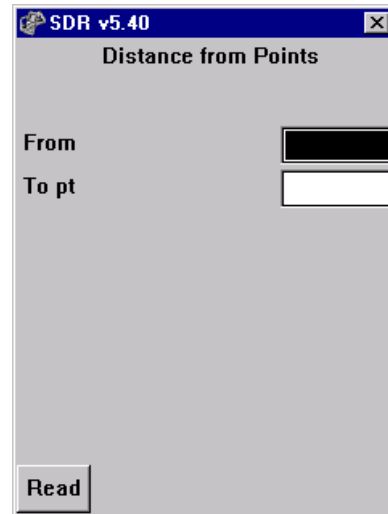 SDR v5.40
Distance from Points
From
To pt
Read